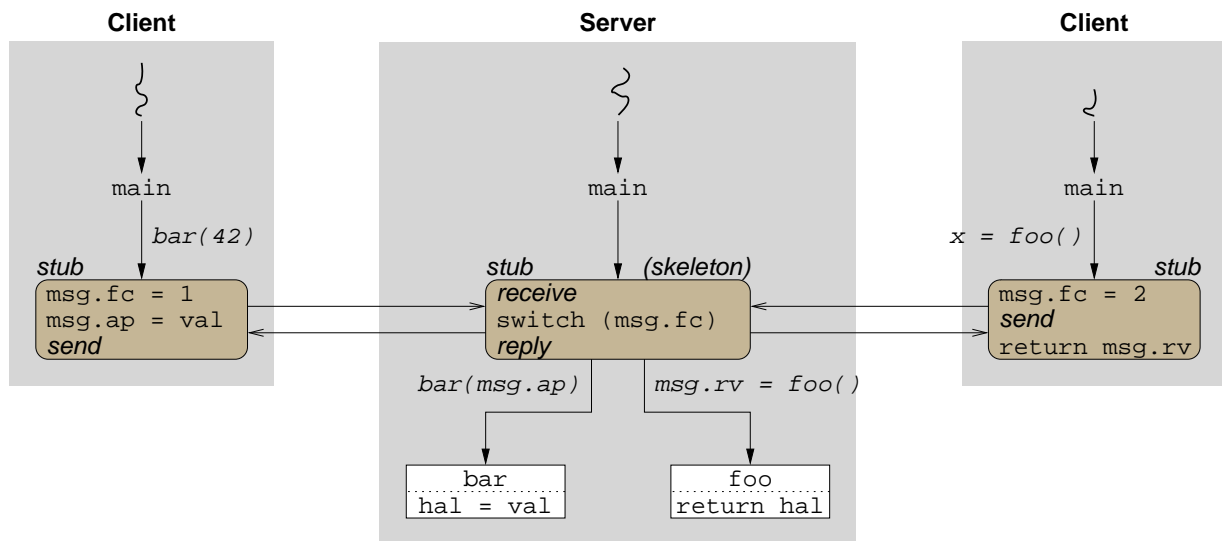 Client
Server
Client
main
main
main
bar(42)
x = foo()
stub
stub
(skeleton)
stub
msg.fc = 1
msg.ap = val
send
receive
switch (msg.fc)
reply
msg.fc = 2
send
return msg.rv
bar(msg.ap)
msg.rv = foo()
bar
hal = val
foo
return hal